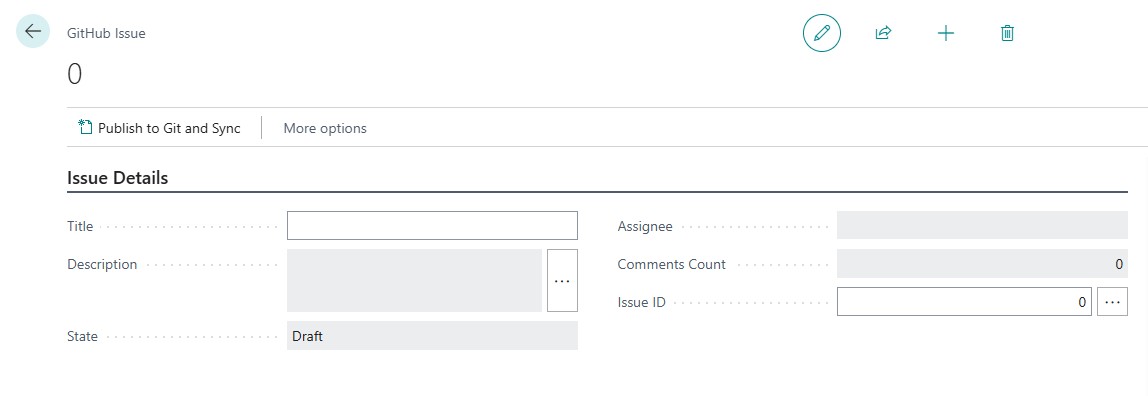 GitHub Issue
0
Publish to Git and Sync
More options
Issue Details
Title
Assignee
Description
...
Comments Count
0
Issue ID
0
...
State
Draft